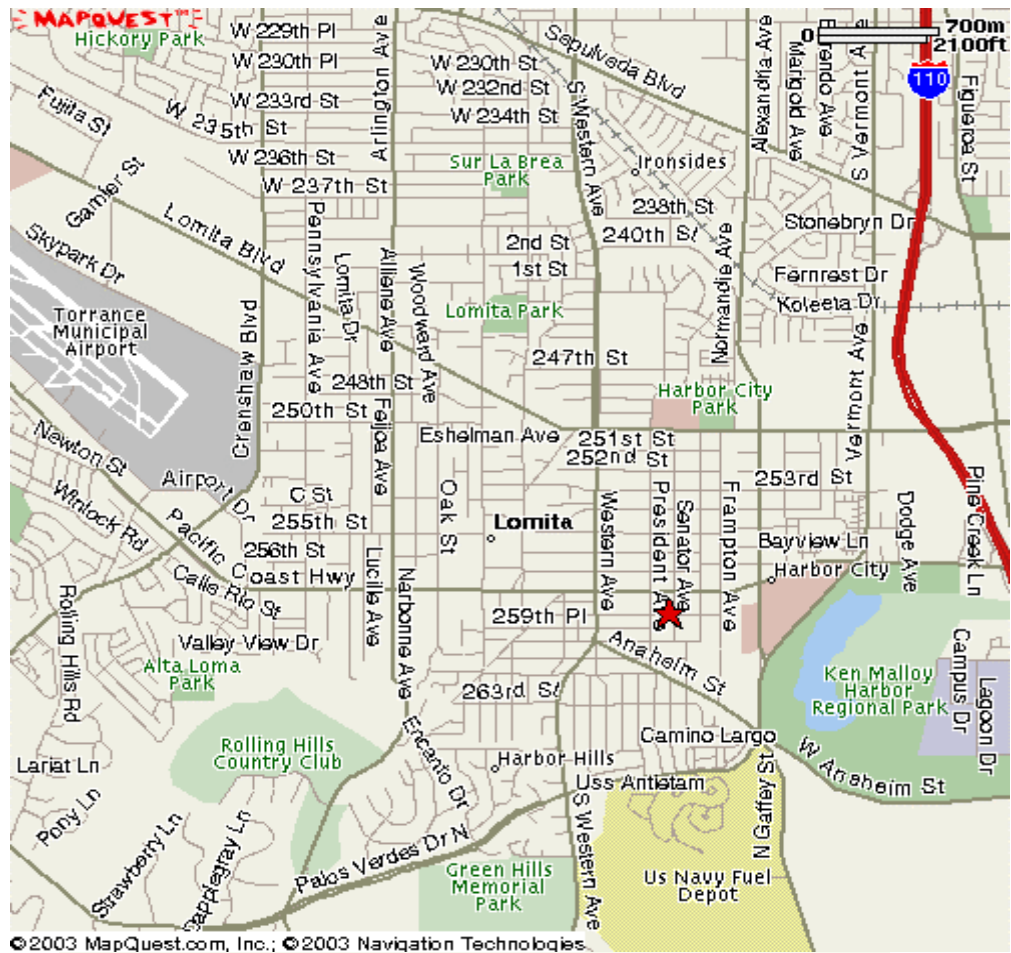 MAPQUEST
Hickory Park
W 229th Pl
W 230th Pl
W 233rd St
W 235th St
W 236th St
W 237th St
Arlington Ave
W 230th St
W 232nd St
W 234th St
Sepulveda Blvd
S Western Ave
Alexandria Ave
Marigold Ave
Brendo Ave
S Vermont Ave
0 700m
2100ft
110
Figueroa St
Fujita St
Gamler St
Skypark Dr
Lomita Blvd
Sur La Brea
Park
Ironsides
238th St
240th St
2nd St
1st St
Stonebryn Dr
Fernrest Dr
Koleeta Dr
Normandie Ave
Pennsylvania Ave
Lomita Dr
Allene Ave
Woodward Ave
Lomita Park
Torrance
Municipal
Airport
Crenshaw Blvd
247th St
248th St
250th St
Feijoa Ave
Harbor City
Park
Vermont Ave
Eshelman Ave
251st St
252nd St
253rd St
Newton St
Winlock Rd
Airport Dr
C St
255th St
256th St
Oak St
Lomita
Western Ave
President Ave
Senator Ave
Frampton Ave
Bayview Ln
Harbor City
Dodge Ave
Pine Creek Ln
Pacific Coast Hwy
Calls Rio St
Lucille Ave
Narbonne Ave
259th Pl
Anaheim St
Rolling Hills Rd
Valley View Dr
Alta Loma
Park
263rd St
Ken Malloy
Harbor
Regional Park
Campus Dr
Lagoon Dr
Rolling Hills
Country Club
Encanto Dr
Harbor Hills
Camino Largo
W Anaheim St
Uss Antietam
N Gaffey St
Lariat Ln
Pony Ln
Strawberry Ln
Dapplegray Ln
Palos Verdes Dr N
S Western Ave
Green Hills
Memorial
Park
Us Navy Fuel
Depot
©2003 MapQuest.com, Inc.; ©2003 Navigation Technologies